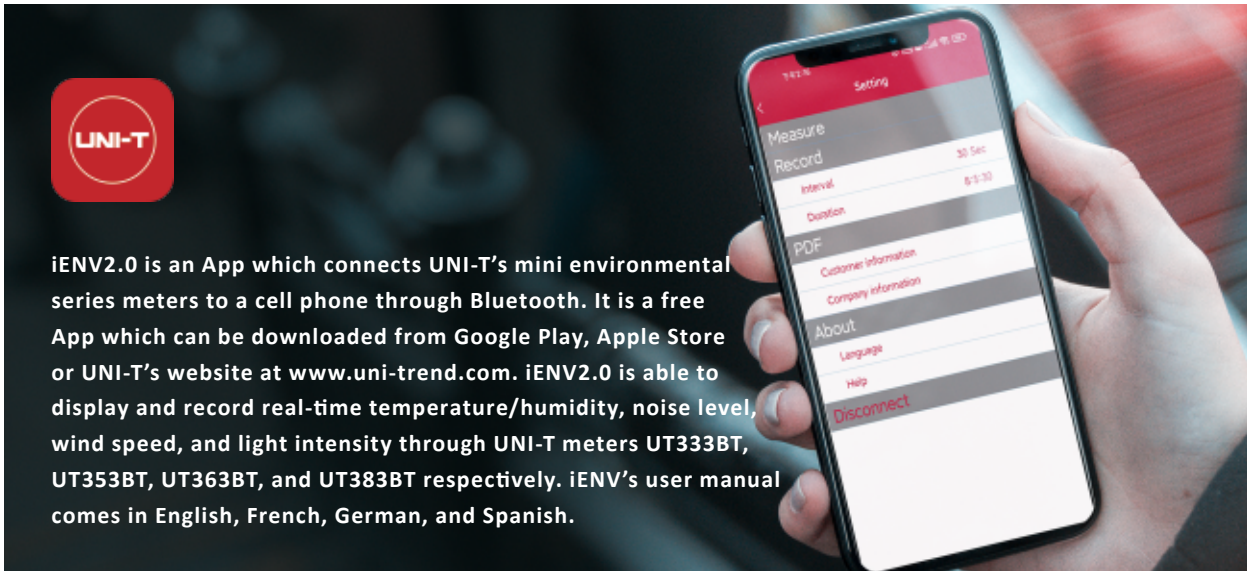 UNI-T
iENV2.0 is an App which connects UNI-T’s mini environmental
series meters to a cell phone through Bluetooth. It is a free
App which can be downloaded from Google Play, Apple Store
or UNI-T’s website at www.uni-trend.com. iENV2.0 is able to
display and record real-time temperature/humidity, noise level,
wind speed, and light intensity through UNI-T meters UT333BT,
UT353BT, UT363BT, and UT383BT respectively. iENV’s user manual
comes in English, French, German, and Spanish.
Setting
Measure
Record
Interval 30 Sec
Duration
PDF
Customer information
Company information
About
Language
Help
Disconnect